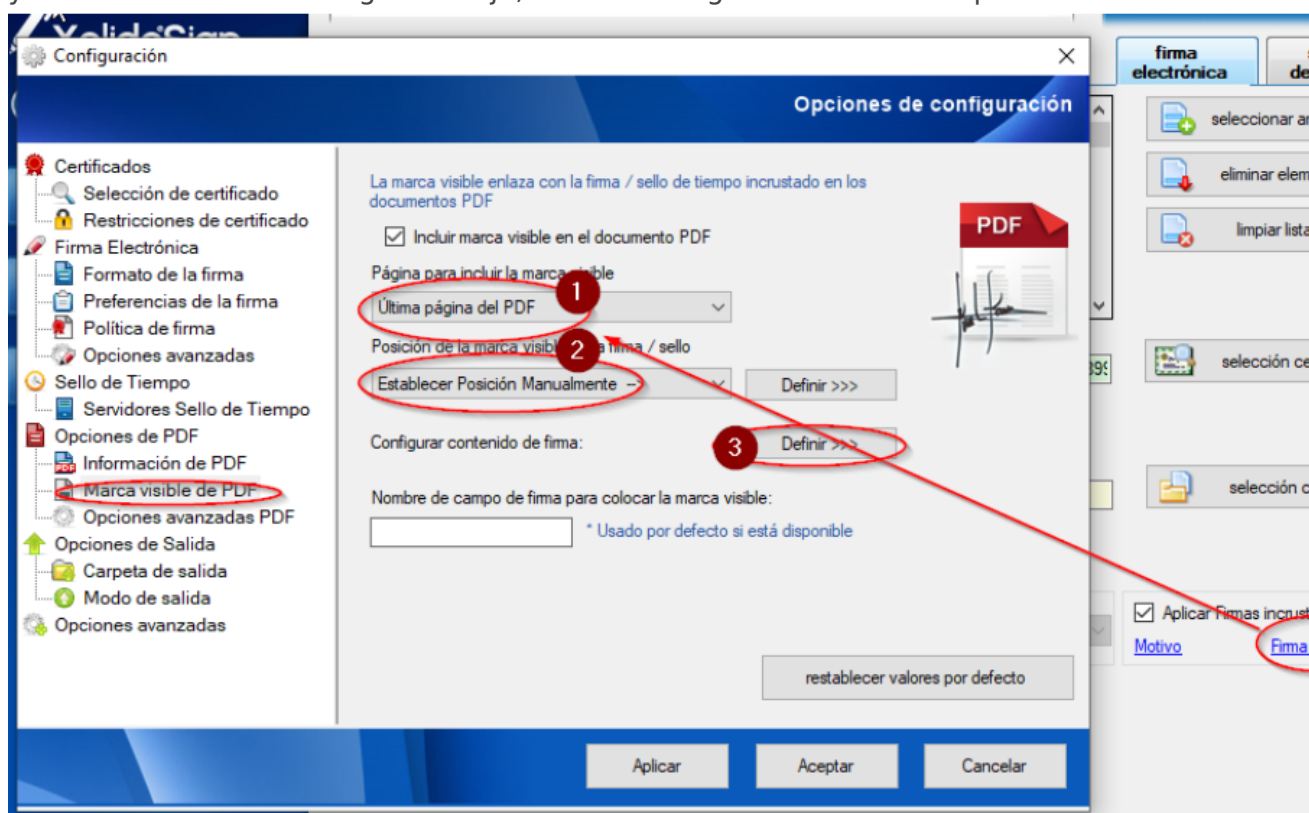 XolidoSign
Configuración
Opciones de configuración
Certificados
Selección de certificado
Restricciones de certificado
Firma Electrónica
Formato de la firma
Preferencias de la firma
Política de firma
Opciones avanzadas
Sello de Tiempo
Servidores Sello de Tiempo
Opciones de PDF
Información de PDF
Marca visible de PDF
Opciones avanzadas PDF
Opciones de Salida
Carpeta de salida
Modo de salida
Opciones avanzadas
La marca visible enlaza con la firma / sello de tiempo incrustado en los
documentos PDF
Incluir marca visible en el documento PDF
PDF
Página para incluir la marca visible
1
Última página del PDF
Posición de la marca visible firma / sello
2
Establecer Posición Manualmente -->
Definir >>>
Configurar contenido de firma:
3
Definir >>>
Nombre de campo de firma para colocar la marca visible:
* Usado por defecto si está disponible
restablecer valores por defecto
Aplicar
Aceptar
Cancelar
firma
electrónica
de
seleccionar ar
eliminar elem
limpiar lista
selección ce
selección c
Aplicar Firmas incrust
Motivo
Firma